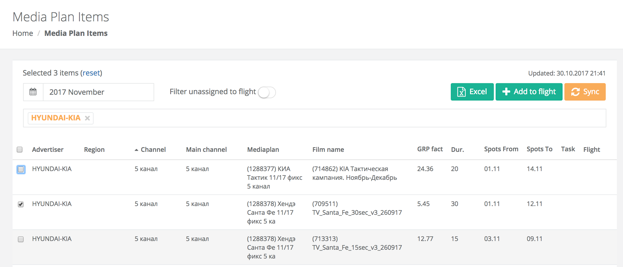 Media Plan Items
Home / Media Plan Items
Selected 3 items (reset)
Updated: 30.10.2017 21:41
2017 November
Filter unassigned to flight
Excel
Add to flight
Sync
HYUNDAI-KIA ×
Advertiser Region Channel Main channel Mediaplan Film name GRP fact Dur. Spots From Spots To Task Flight
HYUNDAI-KIA 5 канал 5 канал (1288377) КИА (714862) KIA Тактическая 24.36 20 01.11 14.11
Тактик 11/17 фикс кампания. Ноябрь-Декабрь
5 канал
HYUNDAI-KIA 5 канал 5 канал (1288378) Хендэ (709511) 5.45 30 01.11 12.11
Санта Фе 11/17 TV_Santa_Fe_30sec_v3_260917
фикс 5 ка
HYUNDAI-KIA 5 канал 5 канал (1288378) Хендэ (713313) 12.77 15 03.11 09.11
Санта Фе 11/17 TV_Santa_Fe_15sec_v3_260917
фикс 5 ка